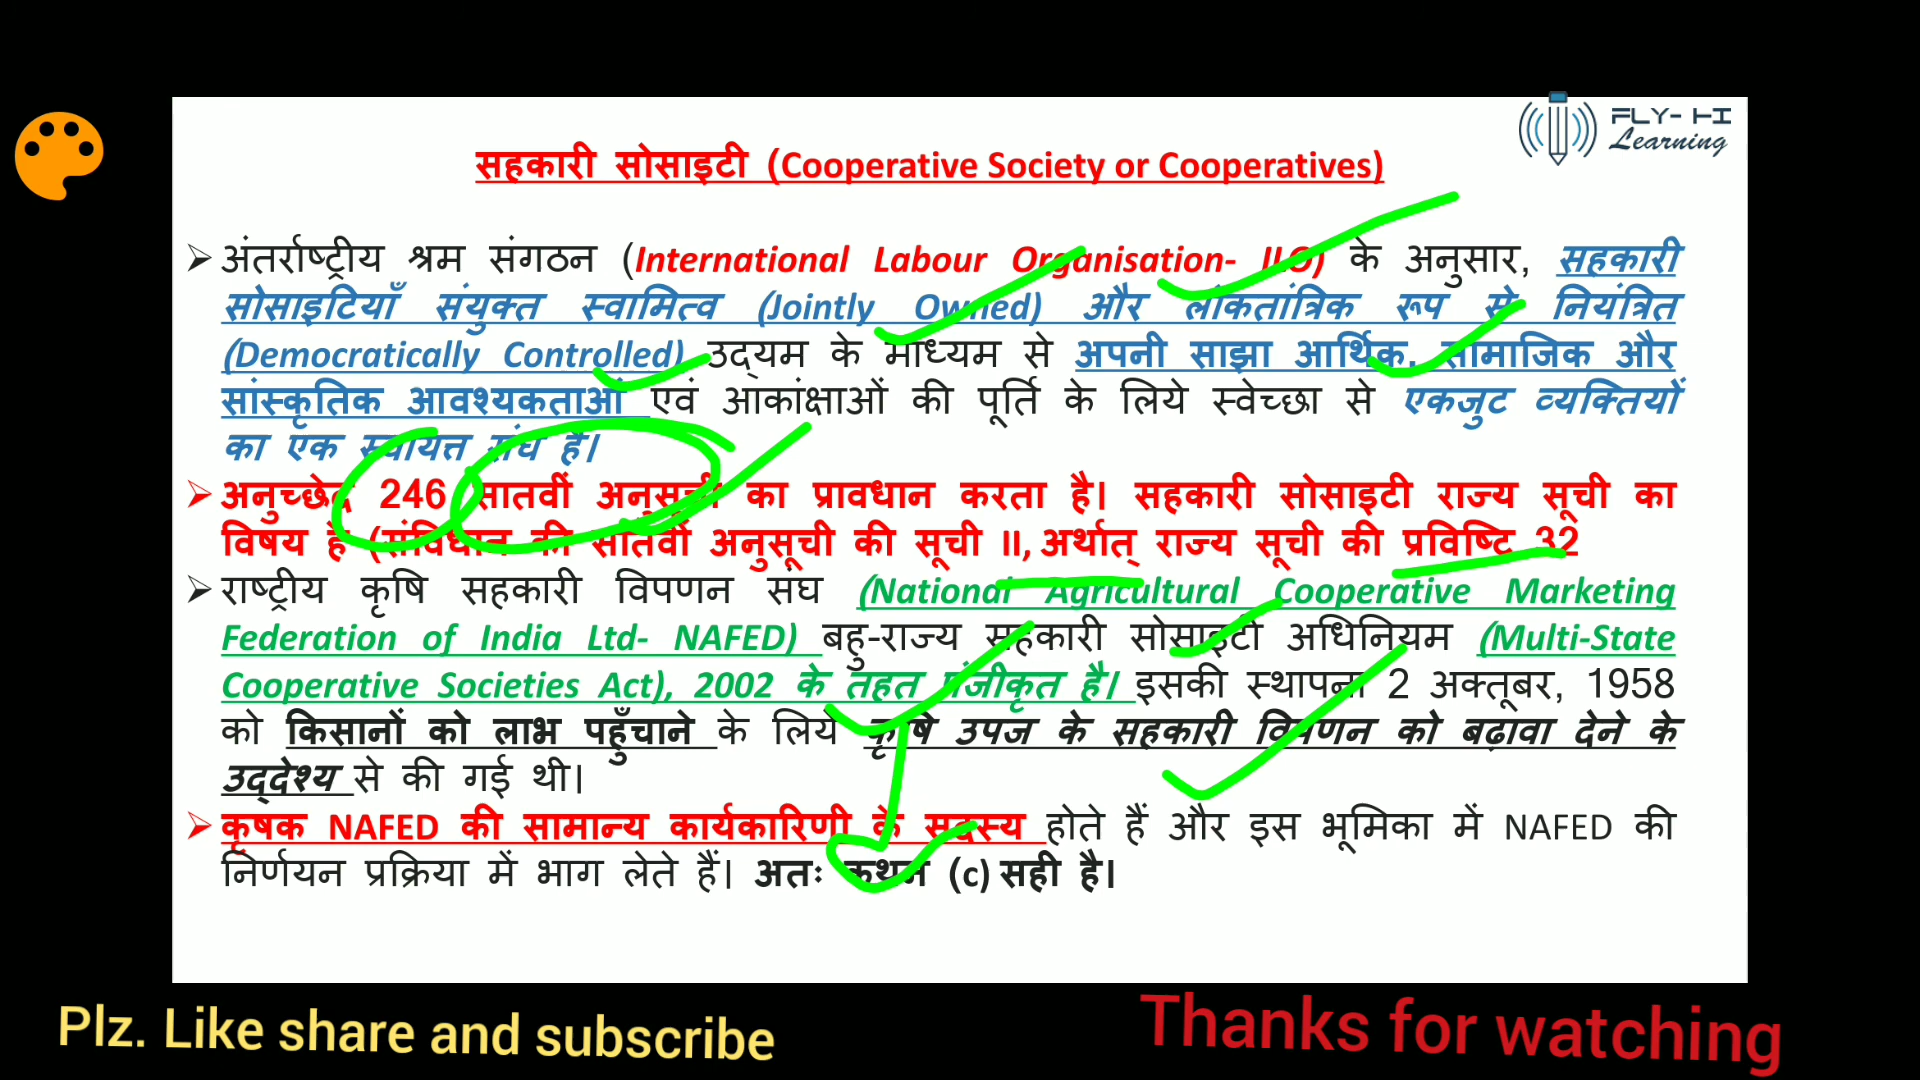 FLY- HI
Learning
सहकारी सोसाइटी (Cooperative Society or Cooperatives)
➢अंतर्राष्ट्रीय श्रम संगठन (International Labour Organisation- ILO) के अनुसार, सहकारी
सोसाइटियाँ संयुक्त स्वामित्व (Jointly Owned) और लोकतांत्रिक रूप से नियंत्रित
(Democratically Controlled) उद्यम के माध्यम से अपनी साझा आर्थिक, सामाजिक और
सांस्कृतिक आवश्यकताओं एवं आकांक्षाओं की पूर्ति के लिये स्वेच्छा से एकजुट व्यक्तियों
का एक स्वायत्त संघ है।
➢अनुच्छेद 246 सातवीं अनुसूची का प्रावधान करता है। सहकारी सोसाइटी राज्य सूची का
विषय है (संविधान की सातवीं अनुसूची की सूची II, अर्थात् राज्य सूची की प्रविष्टि 32
➢राष्ट्रीय कृषि सहकारी विपणन संघ (National Agricultural Cooperative Marketing
Federation of India Ltd- NAFED) बहु-राज्य सहकारी सोसाइटी अधिनियम (Multi-State
Cooperative Societies Act), 2002 के तहत पंजीकृत है। इसकी स्थापना 2 अक्तूबर, 1958
को किसानों को लाभ पहुँचाने के लिये कृषि उपज के सहकारी विपणन को बढ़ावा देने के
उद्देश्य से की गई थी।
➢कृषक NAFED की सामान्य कार्यकारिणी के सदस्य होते हैं और इस भूमिका में NAFED की
निर्णयन प्रक्रिया में भाग लेते हैं। अतः कथन (c) सही है।
Plz. Like share and subscribe
Thanks for watching